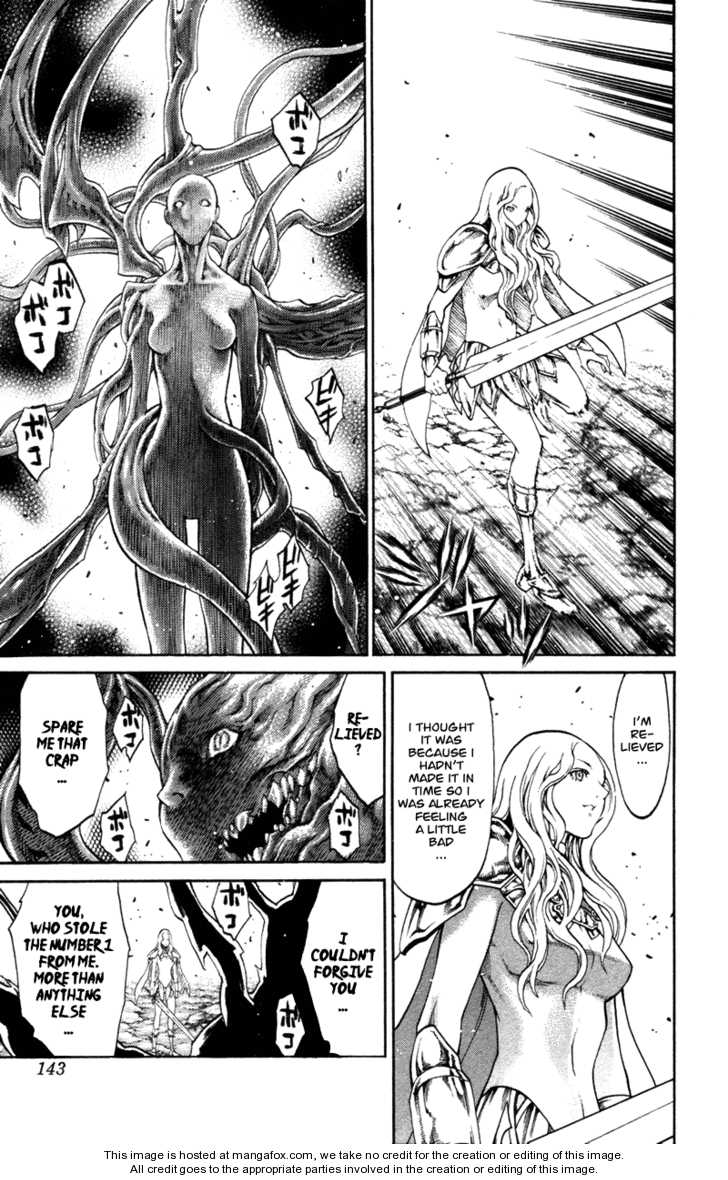 ボコ
ボコ
ボコ
ボコ
ビキ
ビキ
ビキ
I'M
RE-
LIEVED
...
I THOUGHT
IT WAS
BECAUSE I
HADN'T
MADE IT IN
TIME SO I
WAS ALREADY
FEELING
A LITTLE
BAD
...
RE-
LIEVED
?
ボコ
SPARE
ME THAT
CRAP
...
ボコ
I
COULDN'T
FORGIVE
YOU
...
ボコ
ボコ
YOU,
WHO STOLE
THE NUMBER 1
FROM ME.
MORE THAN
ANYTHING
ELSE
...
143
This image is hosted at mangafox.com, we take no credit for the creation or editing of this image.
All credit goes to the appropriate parties involved in the creation or editing of this image.